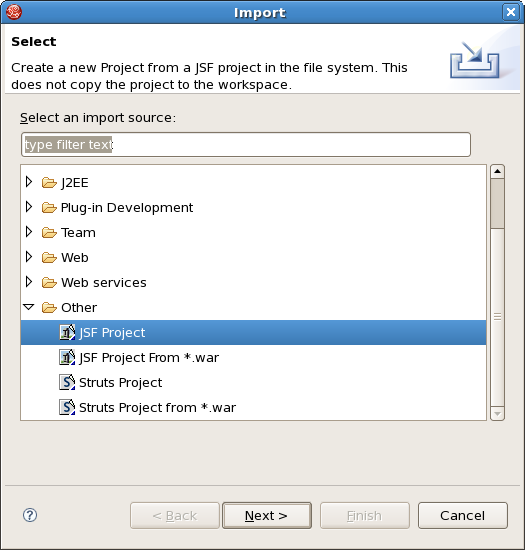 Import
Select
Create a new Project from a JSF project in the file system. This
does not copy the project to the workspace.
Select an import source:
type filter text
J2EE
Plug-in Development
Team
Web
Web services
Other
JSF Project
JSF Project From *.war
Struts Project
Struts Project from *.war
?
< Back
Next >
Finish
Cancel